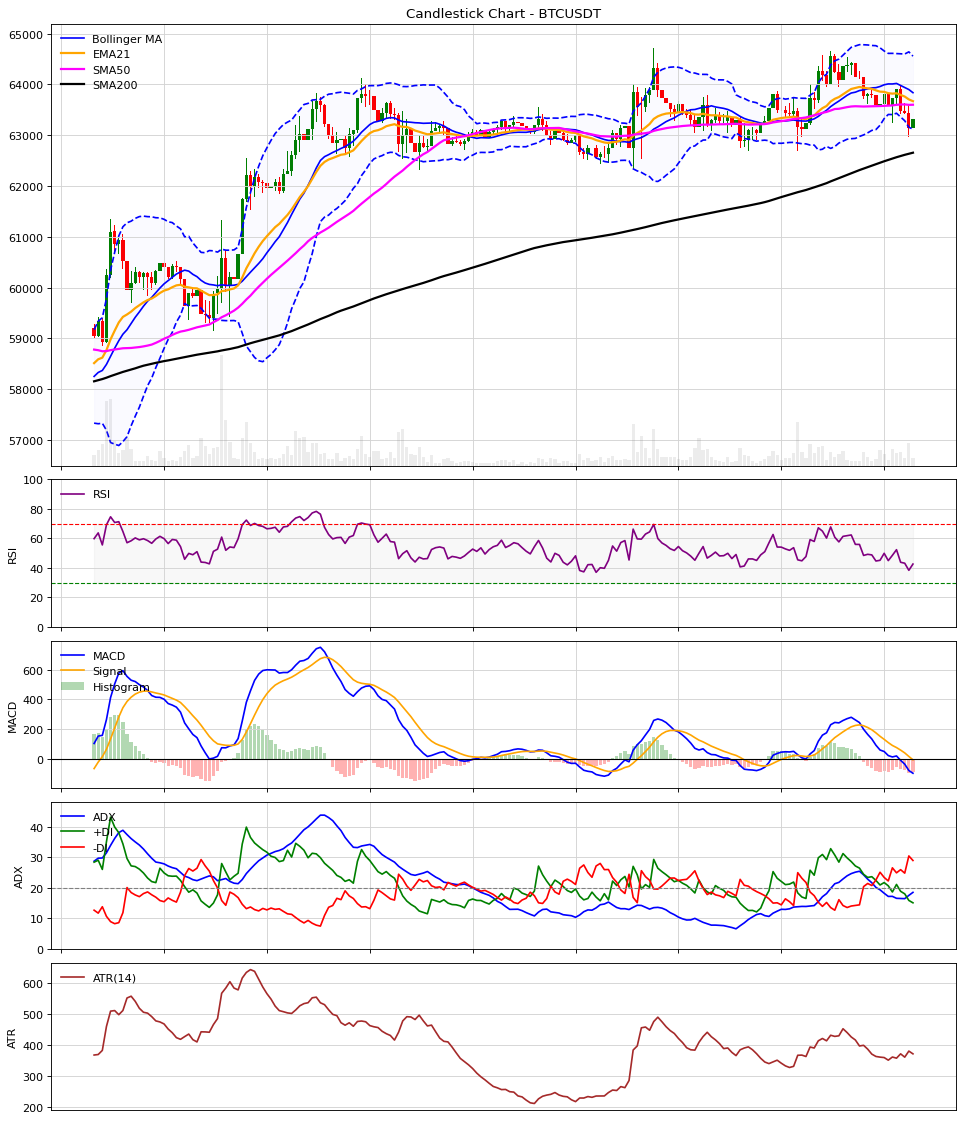 Candlestick Chart - BTCUSDT
65000
64000
63000
62000
61000
60000
59000
58000
57000
Bollinger MA
EMA21
SMA50
SMA200
100
80
60
40
20
0
RSI
RSI
600
400
200
0
MACD
MACD
Signal
Histogram
40
30
20
10
0
ADX
ADX
+DI
-DI
600
500
400
300
200
ATR
ATR(14)